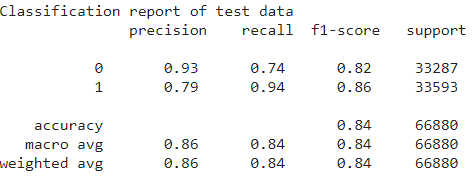 Classification report of test data
precision recall f1-score support
0 0.93 0.74 0.82 33287
1 0.79 0.94 0.86 33593
accuracy 0.84 66880
macro avg 0.86 0.84 0.84 66880
weighted avg 0.86 0.84 0.84 66880